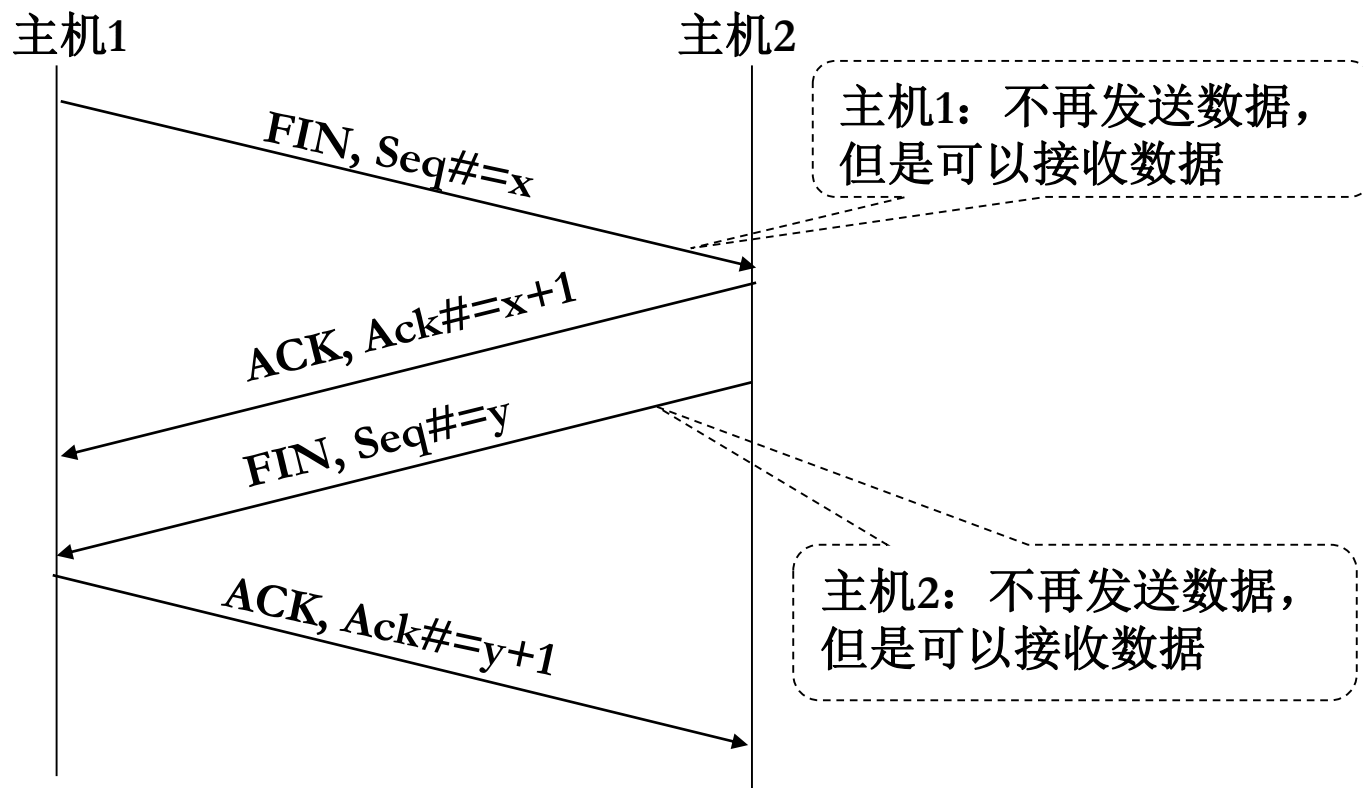 主机1
主机2
主机1：不再发送数据，
但是可以接收数据
FIN, Seq#=x
ACK, Ack#=x+1
FIN, Seq#=y
主机2：不再发送数据，
但是可以接收数据
ACK, Ack#=y+1